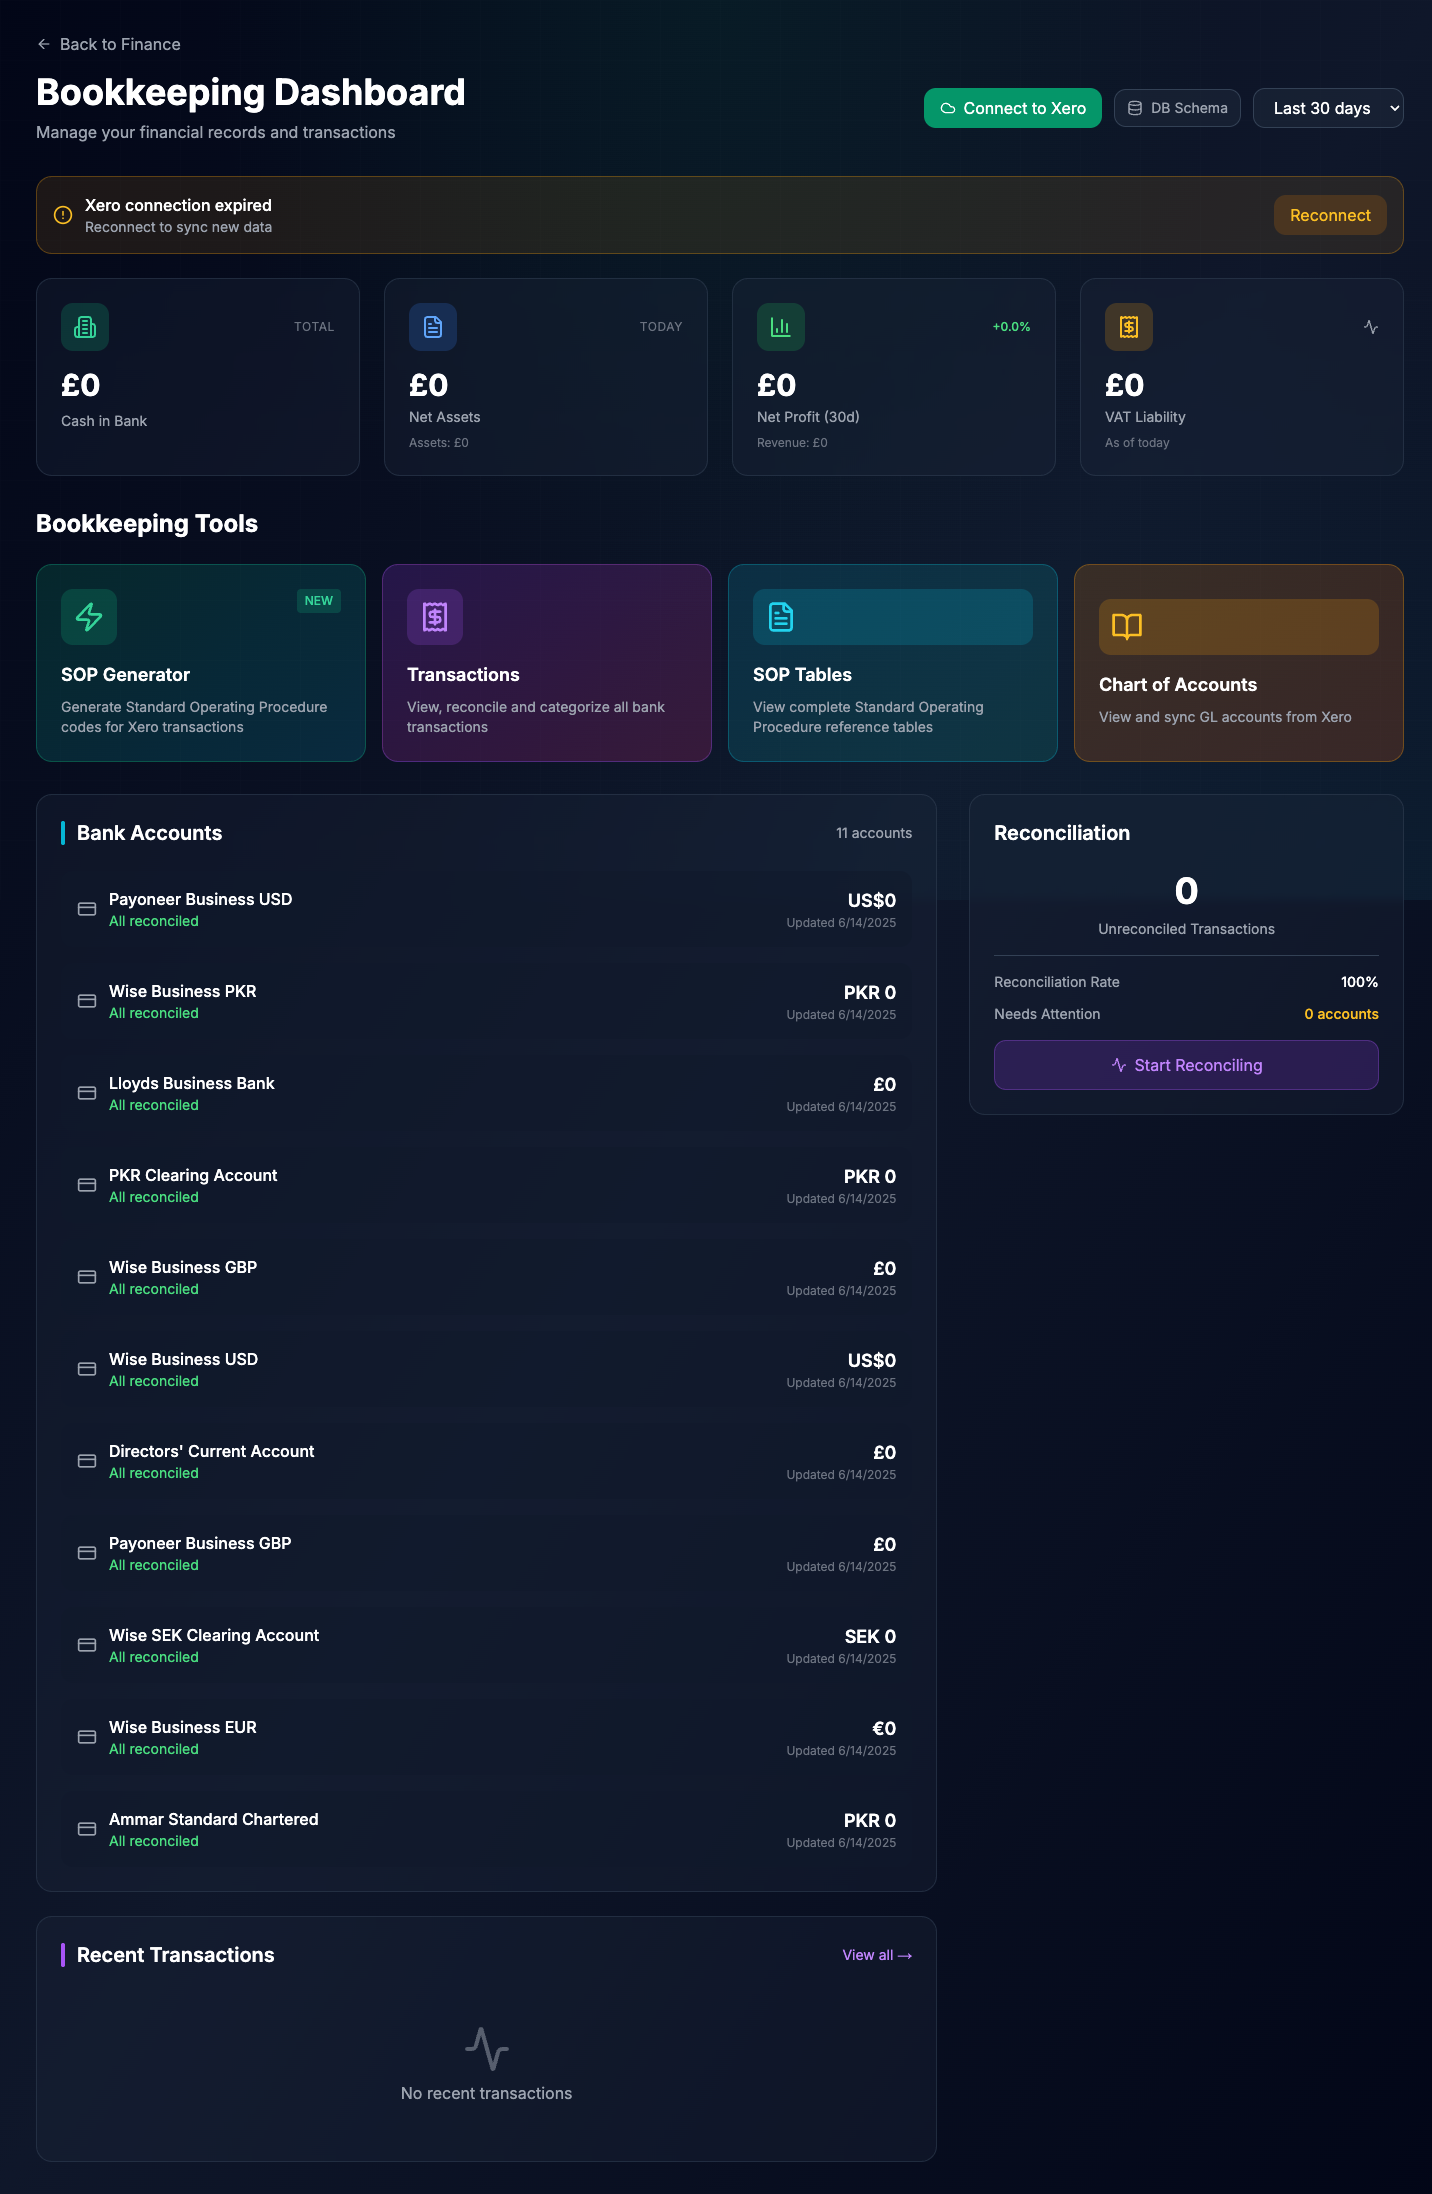 ← Back to Finance
Bookkeeping Dashboard
Manage your financial records and transactions
Connect to Xero
DB Schema
Last 30 days
Xero connection expired
Reconnect to sync new data
Reconnect
TOTAL
£0
Cash in Bank
TODAY
£0
Net Assets
Assets: £0
+0.0%
£0
Net Profit (30d)
Revenue: £0
£0
VAT Liability
As of today
Bookkeeping Tools
NEW
SOP Generator
Generate Standard Operating Procedure
codes for Xero transactions
Transactions
View, reconcile and categorize all bank
transactions
SOP Tables
View complete Standard Operating
Procedure reference tables
Chart of Accounts
View and sync GL accounts from Xero
Bank Accounts
11 accounts
Payoneer Business USD
All reconciled
US$0
Updated 6/14/2025
Wise Business PKR
All reconciled
PKR 0
Updated 6/14/2025
Lloyds Business Bank
All reconciled
£0
Updated 6/14/2025
PKR Clearing Account
All reconciled
PKR 0
Updated 6/14/2025
Wise Business GBP
All reconciled
£0
Updated 6/14/2025
Wise Business USD
All reconciled
US$0
Updated 6/14/2025
Directors' Current Account
All reconciled
£0
Updated 6/14/2025
Payoneer Business GBP
All reconciled
£0
Updated 6/14/2025
Wise SEK Clearing Account
All reconciled
SEK 0
Updated 6/14/2025
Wise Business EUR
All reconciled
€0
Updated 6/14/2025
Ammar Standard Chartered
All reconciled
PKR 0
Updated 6/14/2025
Reconciliation
0
Unreconciled Transactions
Reconciliation Rate
100%
Needs Attention
0 accounts
Start Reconciling
Recent Transactions
View all →
No recent transactions